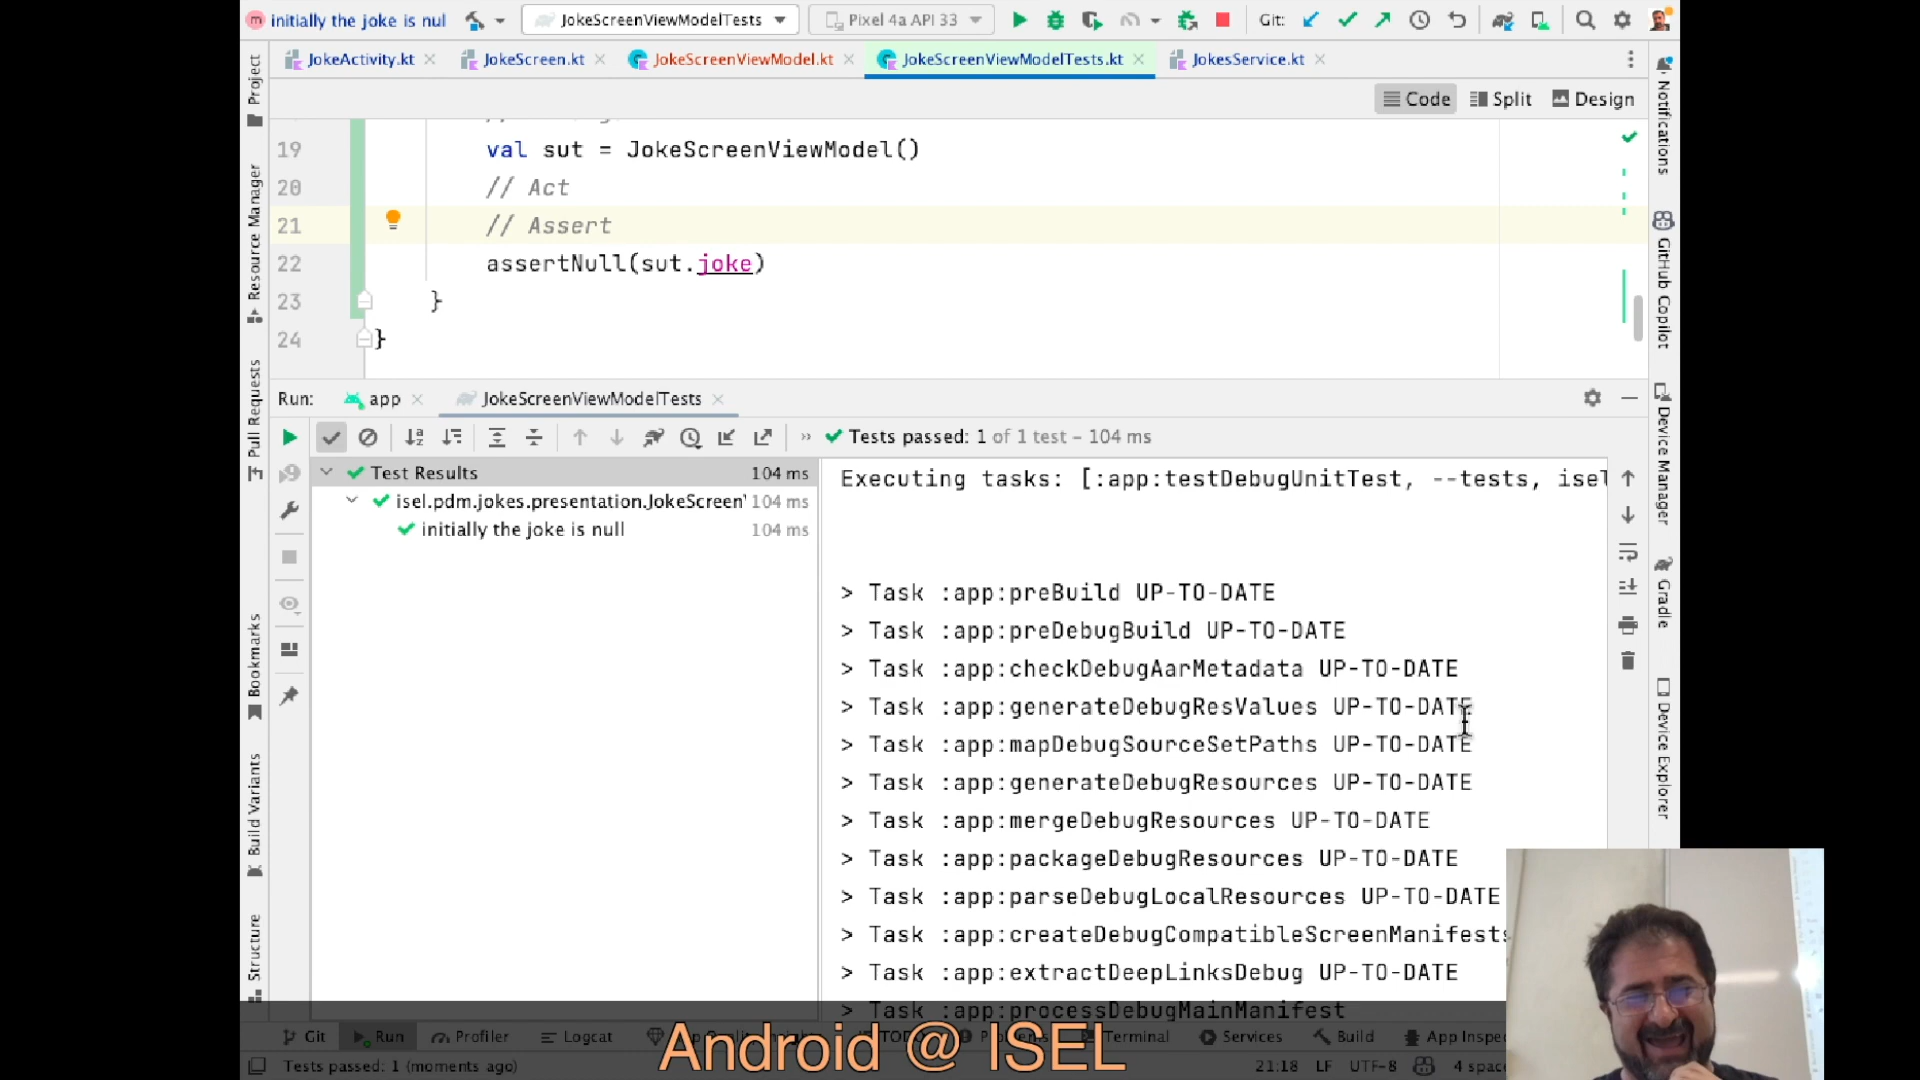 initially the joke is nul
JokeScreenViewModelTests
Pixel 4a API 33
Git:
JokeActivity.kt
JokeScreen.kt
JokeScreenViewModel.kt
JokeScreenViewModelTests.kt
JokesService.kt
Code
Split
Design
19 val sut = JokeScreenViewModel()
20 // Act
21 // Assert
22 assertNull(sut.joke)
23 }
24 }
Run:
app
JokeScreenViewModelTests
Tests passed: 1 of 1 test – 104 ms
Test Results 104 ms
isel.pdm.jokes.presentation.JokeScreen 104 ms
initially the joke is null 104 ms
Executing tasks: [:app:testDebugUnitTest, --tests, isel
> Task :app:preBuild UP-TO-DATE
> Task :app:preDebugBuild UP-TO-DATE
> Task :app:checkDebugAarMetadata UP-TO-DATE
> Task :app:generateDebugResValues UP-TO-DATE
> Task :app:mapDebugSourceSetPaths UP-TO-DATE
> Task :app:generateDebugResources UP-TO-DATE
> Task :app:mergeDebugResources UP-TO-DATE
> Task :app:packageDebugResources UP-TO-DATE
> Task :app:parseDebugLocalResources UP-TO-DATE
> Task :app:createDebugCompatibleScreenManifests
> Task :app:extractDeepLinksDebug UP-TO-DATE
> Task :app:processDebugMainManifest
Project
Resource Manager
Pull Requests
Bookmarks
Build Variants
Structure
Notifications
GitHub Copilot
Device Manager
Gradle
Device Explorer
Git
Run
Profiler
Logcat
Terminal
Services
Build
App Inspe
Android @ ISEL
Tests passed: 1 (moments ago)
21:18
LF
UTF-8
4 spac